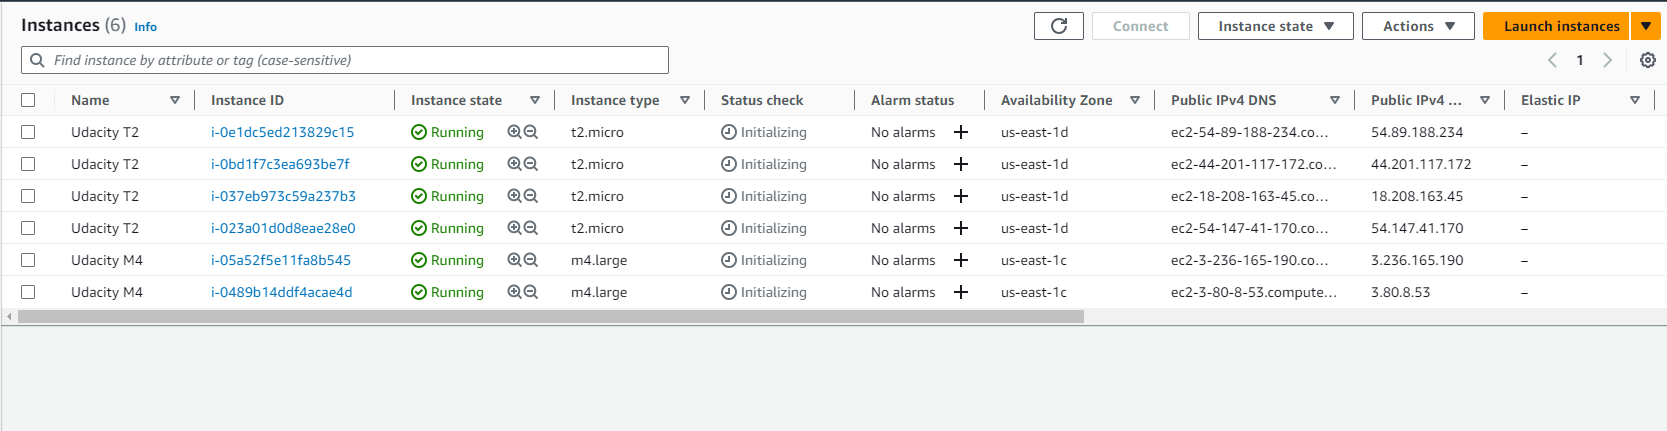 Instances (6) Info
Connect Instance state Actions Launch instances
Find instance by attribute or tag (case-sensitive)
1
Name Instance ID Instance state Instance type Status check Alarm status Availability Zone Public IPv4 DNS Public IPv4 ... Elastic IP
Udacity T2 i-0e1dc5ed213829c15 Running t2.micro Initializing No alarms + us-east-1d ec2-54-89-188-234.co... 54.89.188.234 –
Udacity T2 i-0bd1f7c3ea693be7f Running t2.micro Initializing No alarms + us-east-1d ec2-44-201-117-172.co... 44.201.117.172 –
Udacity T2 i-037eb973c59a237b3 Running t2.micro Initializing No alarms + us-east-1d ec2-18-208-163-45.co... 18.208.163.45 –
Udacity T2 i-023a01d0d8eae28e0 Running t2.micro Initializing No alarms + us-east-1d ec2-54-147-41-170.co... 54.147.41.170 –
Udacity M4 i-05a52f5e11fa8b545 Running m4.large Initializing No alarms + us-east-1c ec2-3-236-165-190.co... 3.236.165.190 –
Udacity M4 i-0489b14ddf4acae4d Running m4.large Initializing No alarms + us-east-1c ec2-3-80-8-53.compute... 3.80.8.53 –